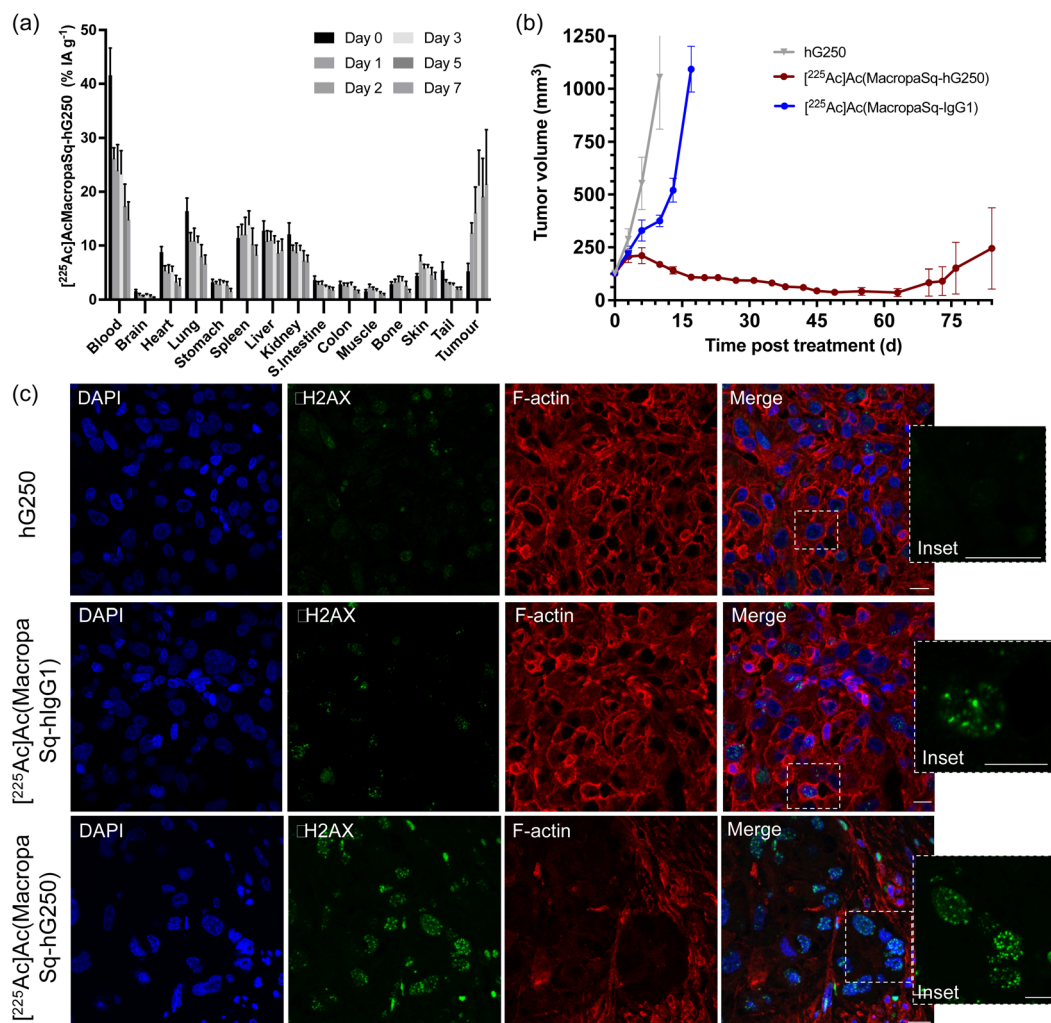 (a)
[²²⁵Ac]AcMacropaSq-hG250 (% IA g⁻¹)
50
40
30
20
10
0
Day 0
Day 1
Day 2
Day 3
Day 5
Day 7
Blood
Brain
Heart
Lung
Stomach
Spleen
Liver
Kidney
S.Intestine
Colon
Muscle
Bone
Skin
Tail
Tumour
(b)
Tumor volume (mm³)
1250
1000
750
500
250
0
0 15 30 45 60 75
Time post treatment (d)
hG250
[²²⁵Ac]Ac(MacropaSq-hG250)
[²²⁵Ac]Ac(MacropaSq-IgG1)
(c)
hG250
DAPI
□H2AX
F-actin
Merge
Inset
[²²⁵Ac]Ac(Macropa
Sq-hIgG1)
DAPI
□H2AX
F-actin
Merge
Inset
[²²⁵Ac]Ac(Macropa
Sq-hG250)
DAPI
□H2AX
F-actin
Merge
Inset